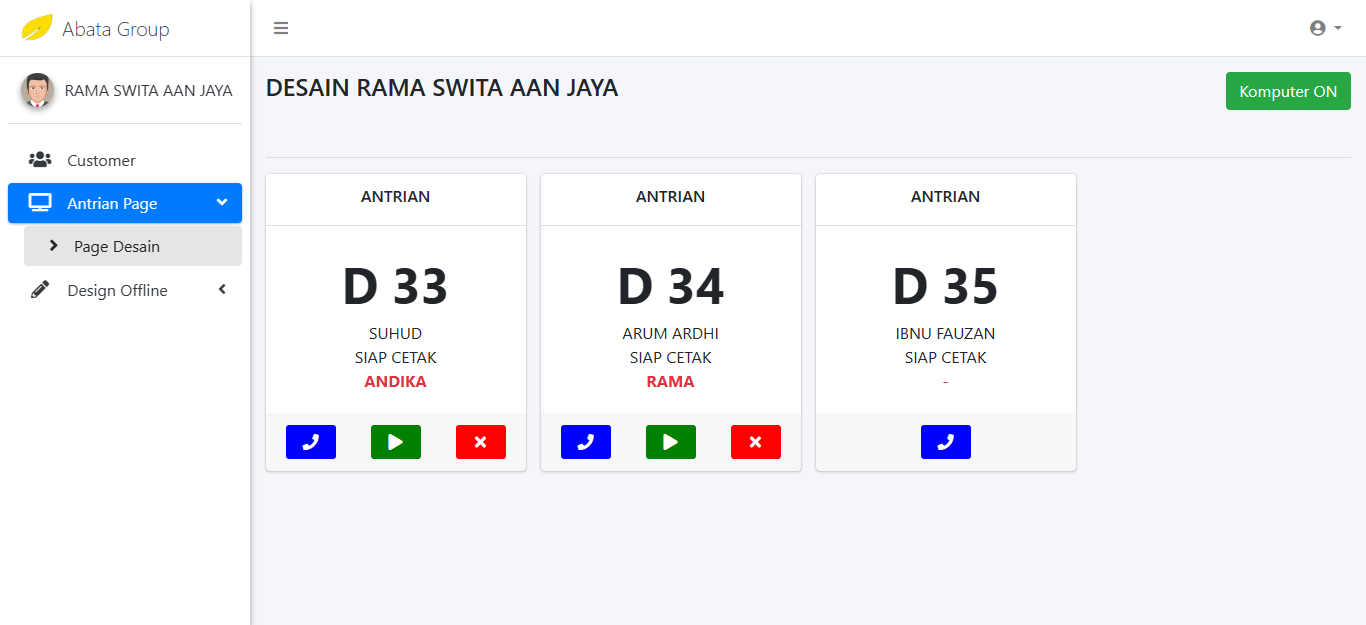 Abata Group
RAMA SWITA AAN JAYA
Customer
Antrian Page
Page Desain
Design Offline
DESAIN RAMA SWITA AAN JAYA
Komputer ON
ANTRIAN
D 33
SUHUD
SIAP CETAK
ANDIKA
ANTRIAN
D 34
ARUM ARDHI
SIAP CETAK
RAMA
ANTRIAN
D 35
IBNU FAUZAN
SIAP CETAK
-